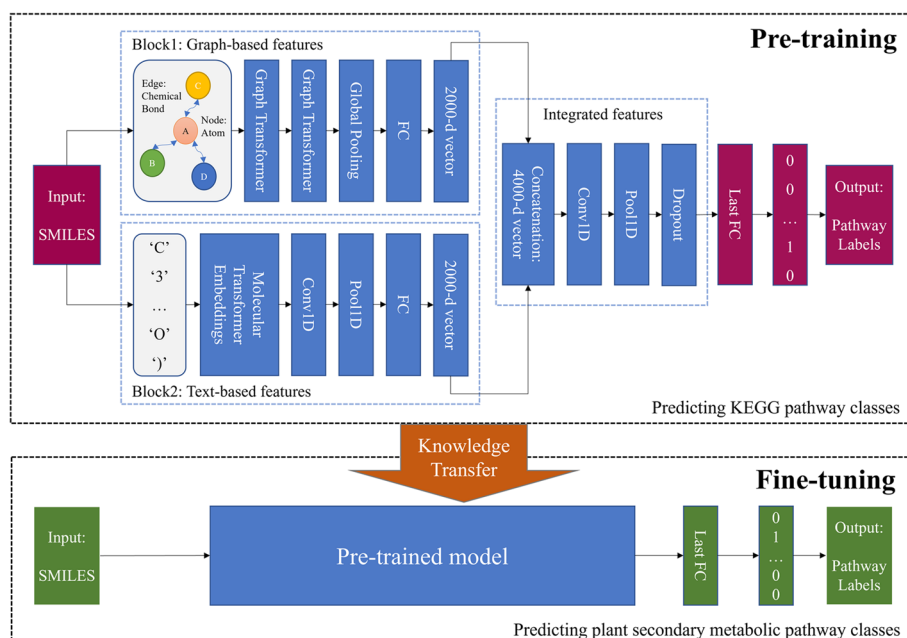 Pre-training
Block1: Graph-based features
Edge:
Chemical
Bond
Node:
Atom
C
A
B
D
Graph Transformer
Graph Transformer
Global Pooling
FC
2000-d vector
Input:
SMILES
‘C’
‘3’
…
‘O’
‘)’
Molecular
Transformer
Embeddings
Conv1D
Pool1D
FC
2000-d vector
Block2: Text-based features
Integrated features
Concatenation:
4000-d vector
Conv1D
Pool1D
Dropout
Last FC
0
0
…
1
0
Output:
Pathway
Labels
Predicting KEGG pathway classes
Knowledge
Transfer
Fine-tuning
Input:
SMILES
Pre-trained model
Last FC
0
1
…
0
0
Output:
Pathway
Labels
Predicting plant secondary metabolic pathway classes